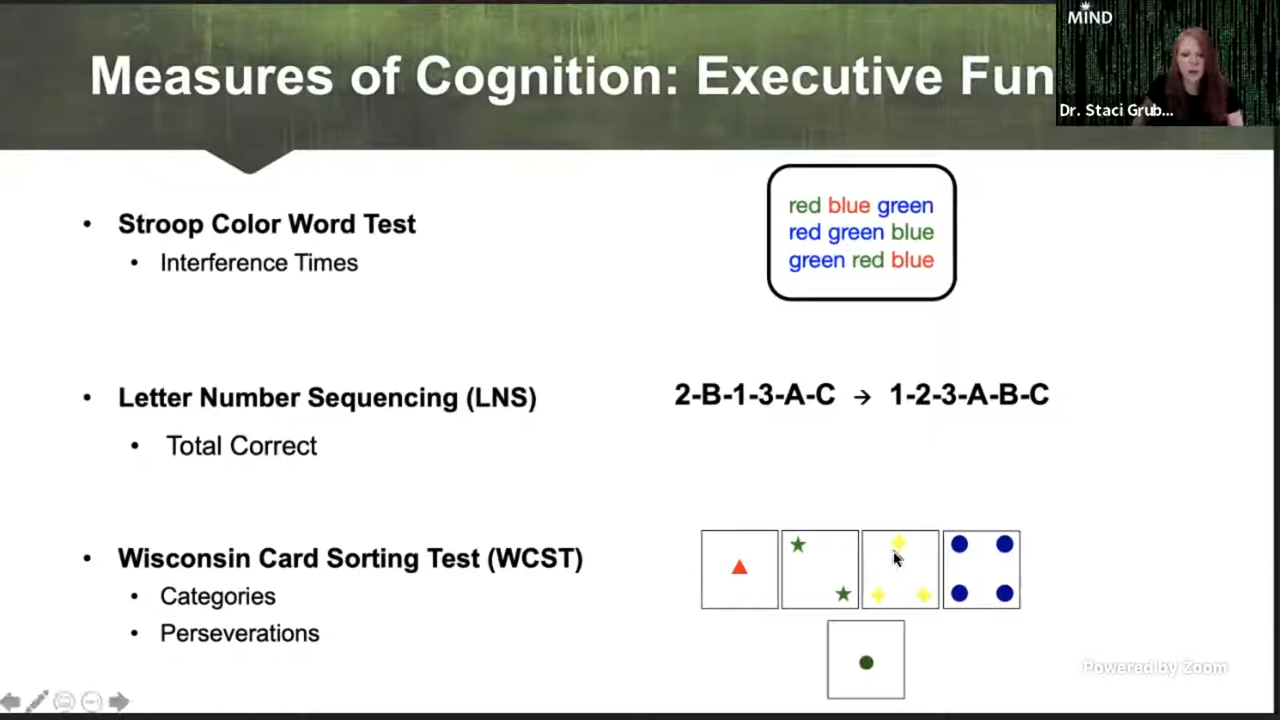 MIND
Measures of Cognition: Executive Fun
Dr. Staci Grub...
• Stroop Color Word Test
• Interference Times
red blue green
red green blue
green red blue
• Letter Number Sequencing (LNS)
2-B-1-3-A-C → 1-2-3-A-B-C
• Total Correct
• Wisconsin Card Sorting Test (WCST)
• Categories
• Perseverations
Powered by Zoom